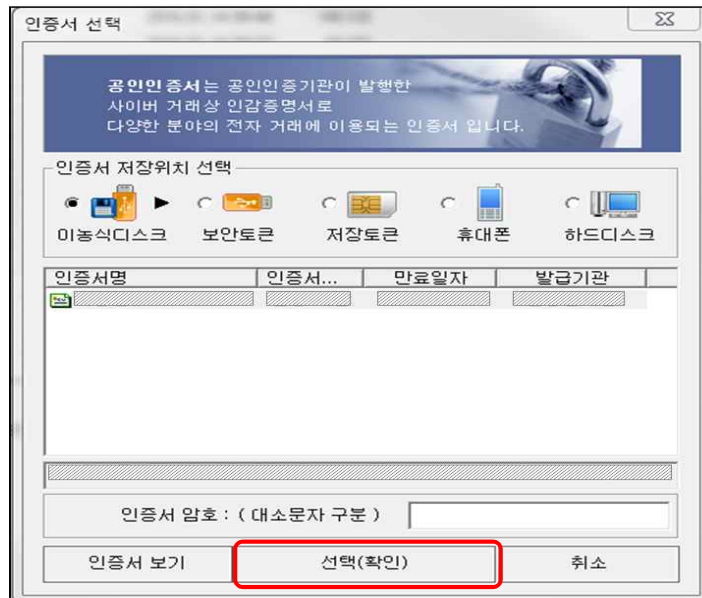 인증서 선택
공인인증서는 공인인증기관이 발행한
사이버 거래상 인감증명서로
다양한 분야의 전자 거래에 이용되는 인증서 입니다.
인증서 저장위치 선택
이동식디스크 보안토큰 저장토큰 휴대폰 하드디스크
인증서명 인증서... 만료일자 발급기관
인증서 암호 : ( 대소문자 구분 )
인증서 보기 선택(확인) 취소